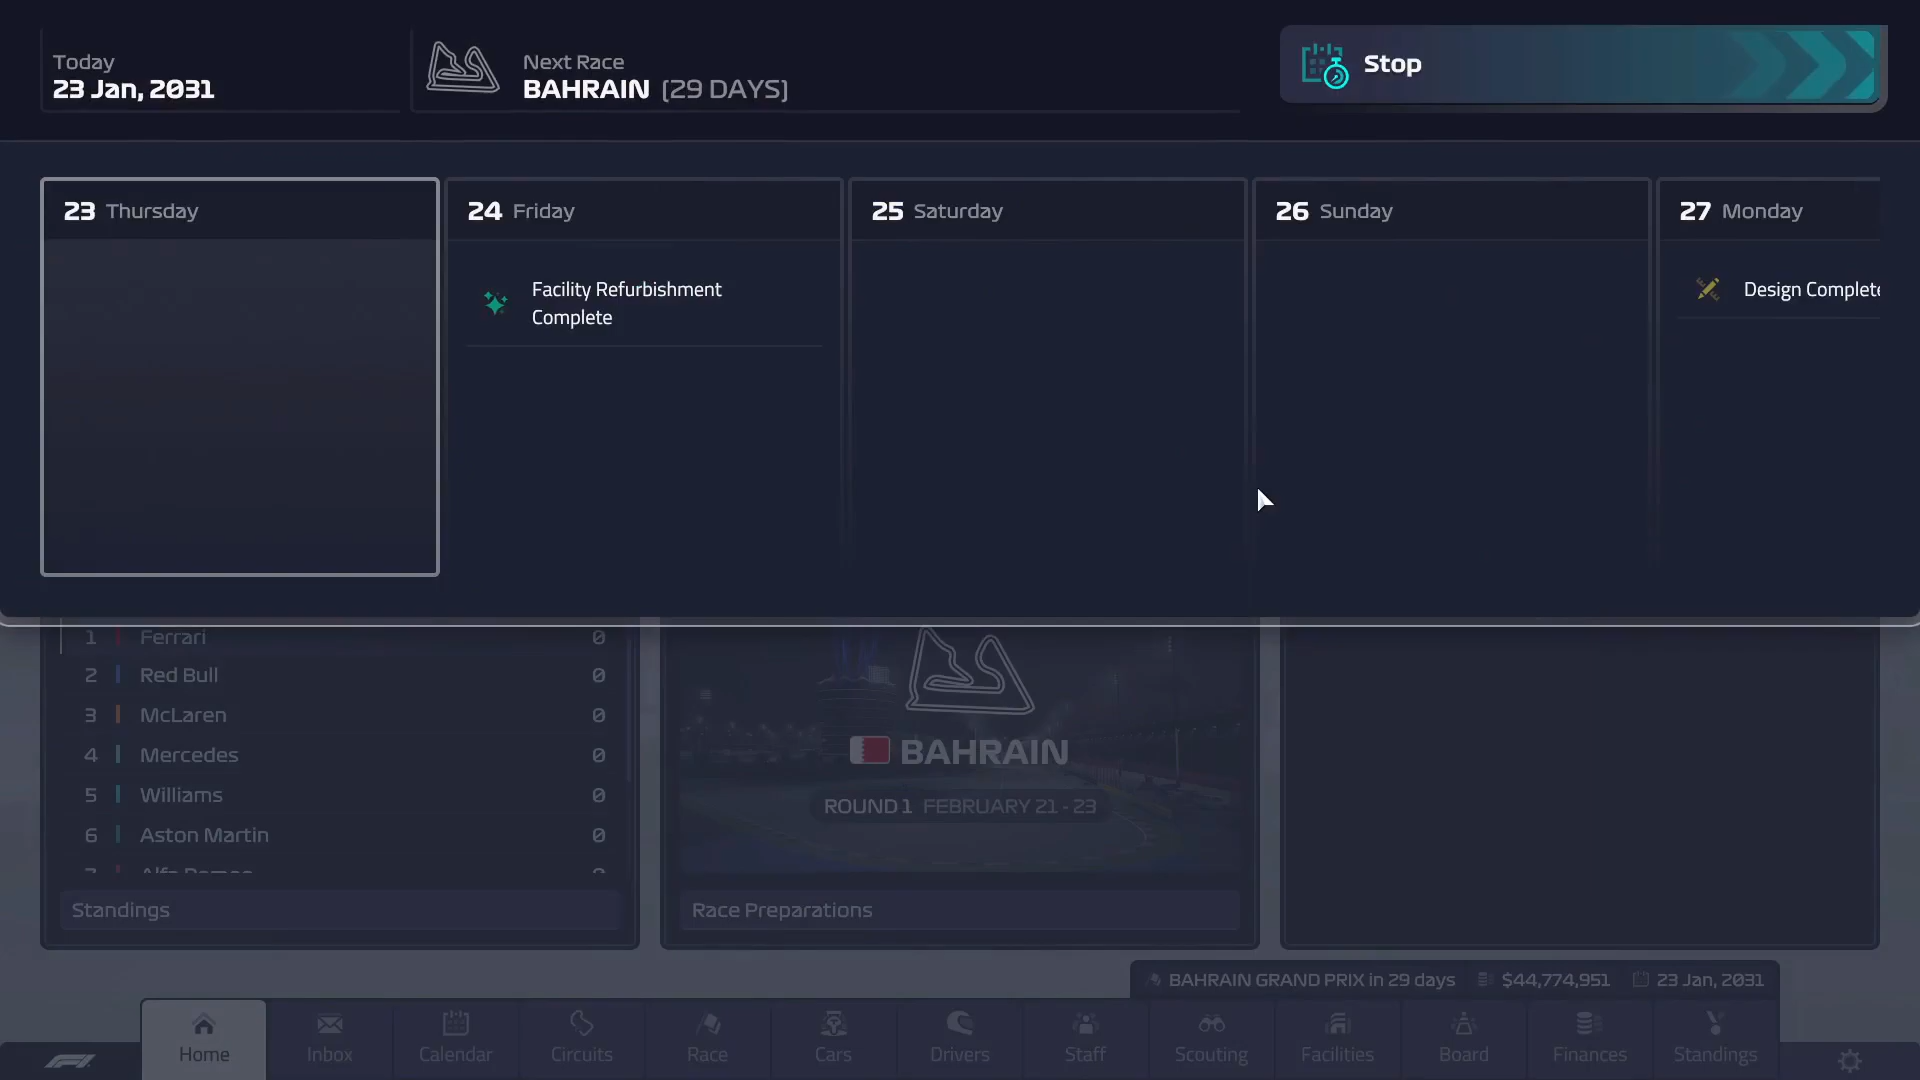 Today
23 Jan, 2031
Next Race
BAHRAIN [29 DAYS]
Stop
23 Thursday
24 Friday
25 Saturday
26 Sunday
27 Monday
Facility Refurbishment
Complete
Design Complete
1 Ferrari 0
2 Red Bull 0
3 McLaren 0
4 Mercedes 0
5 Williams 0
6 Aston Martin 0
Standings
BAHRAIN
ROUND 1 FEBRUARY 21 - 23
Race Preparations
BAHRAIN GRAND PRIX in 29 days
$44,774,951
23 Jan, 2031
Home
Inbox
Calendar
Circuits
Race
Cars
Drivers
Staff
Scouting
Facilities
Board
Finances
Standings